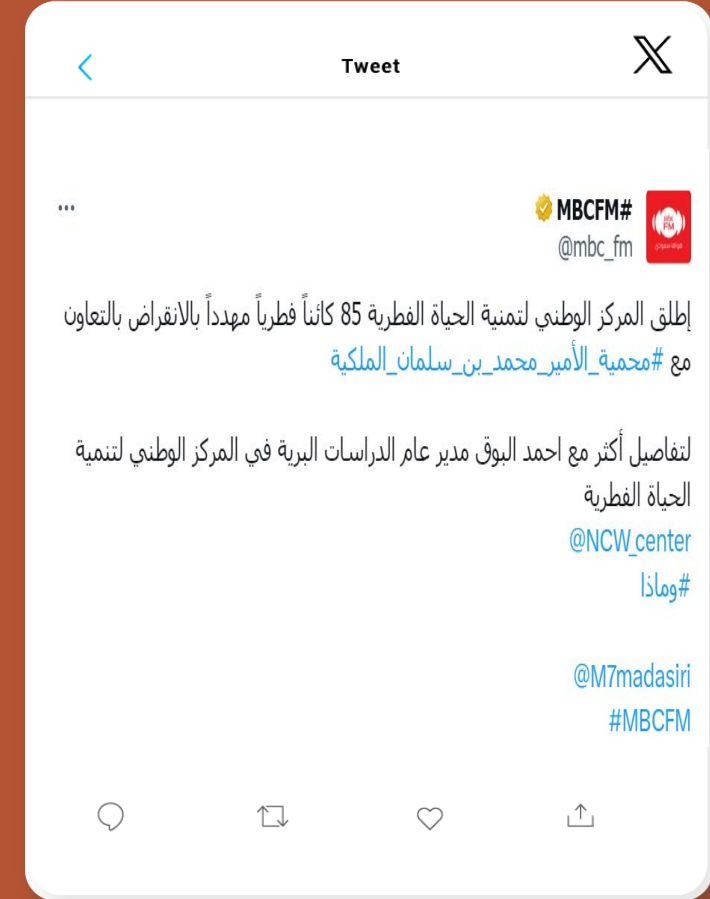 Tweet
MBCFM#
@mbc_fm
إطلق المركز الوطني لتمنية الحياة الفطرية 85 كائناً فطرياً مهدداً بالانقراض بالتعاون
مع #محمية_الأمير_محمد_بن_سلمان_الملكية
لتفاصيل أكثر مع احمد البوق مدير عام الدراسات البرية في المركز الوطني لتنمية
الحياة الفطرية
@NCW_center
#وماذا
@M7madasiri
#MBCFM